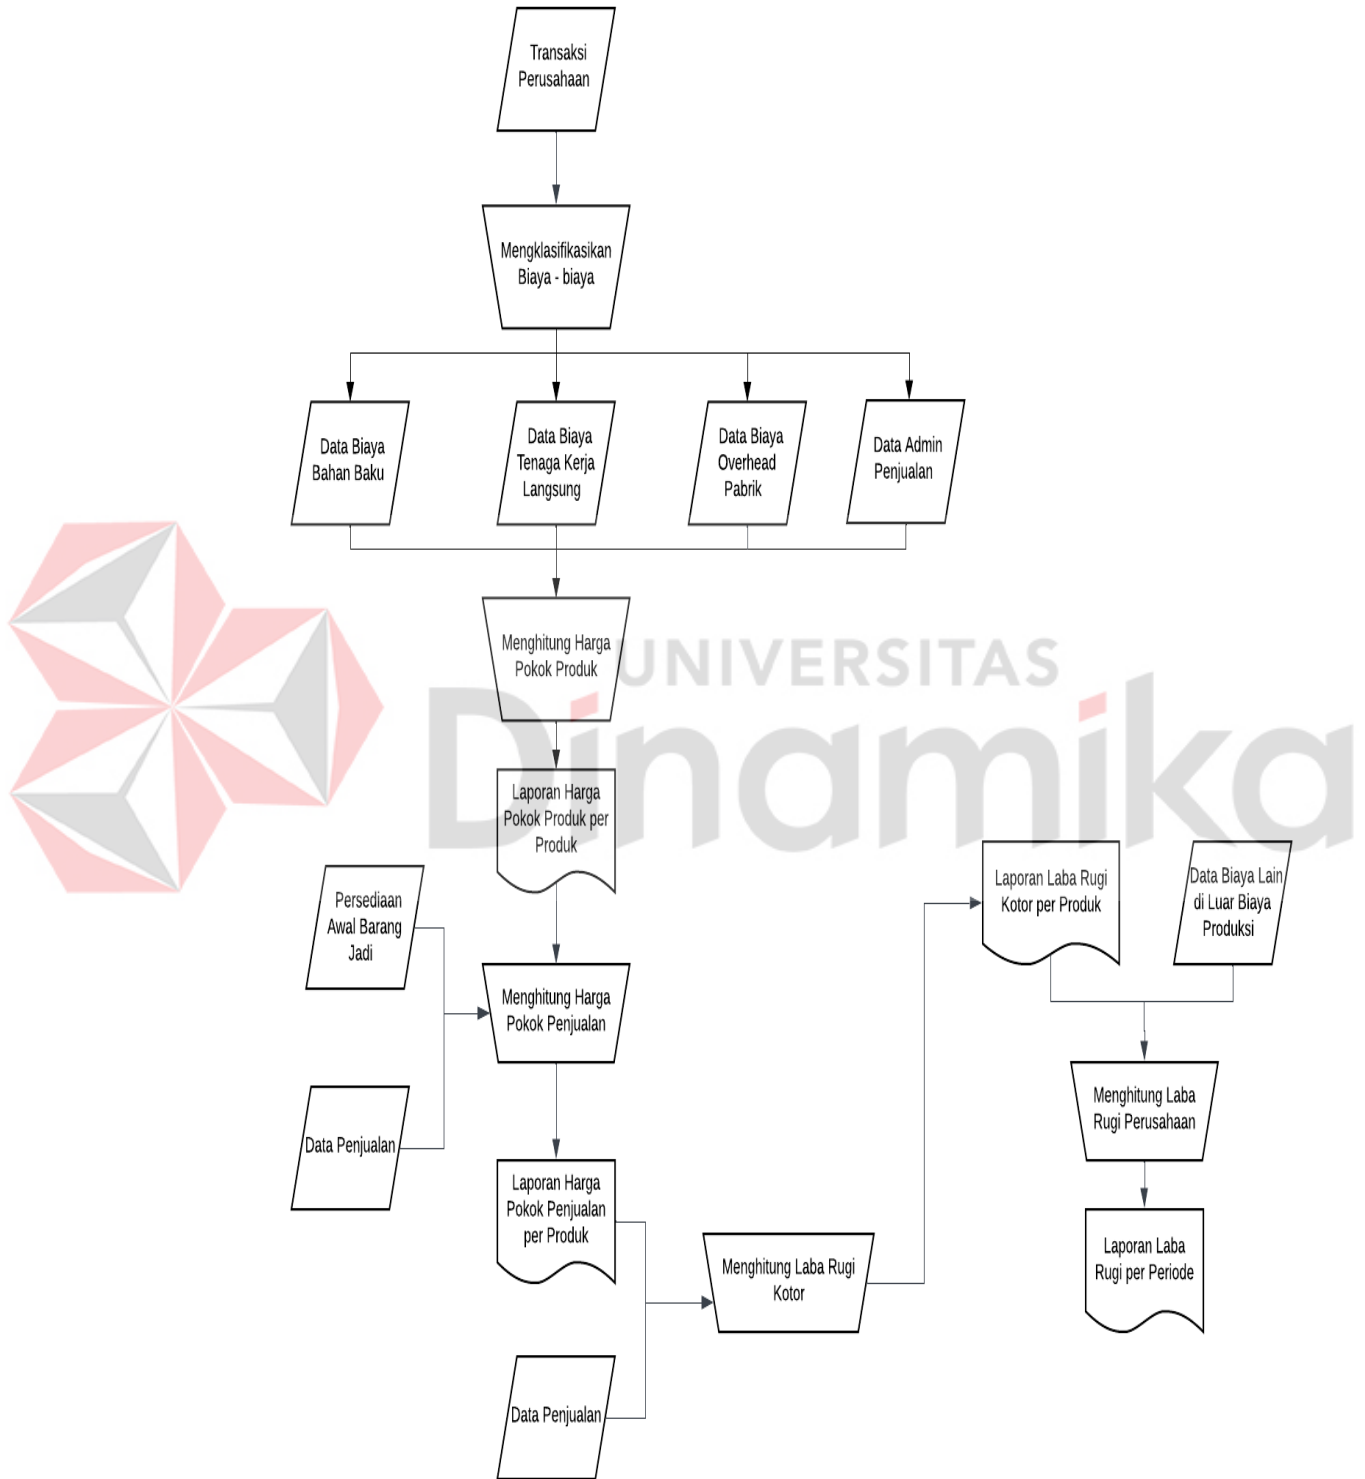 Transaksi
Perusahaan
Mengklasifikasikan
Biaya - biaya
Data Biaya
Bahan Baku
Data Biaya
Tenaga Kerja
Langsung
Data Biaya
Overhead
Pabrik
Data Admin
Penjualan
Menghitung Harga
Pokok Produk
UNIVERSITAS
Dinamika
Laporan Harga
Pokok Produk per
Produk
Persediaan
Awal Barang
Jadi
Menghitung Harga
Pokok Penjualan
Data Penjualan
Laporan Harga
Pokok Penjualan
per Produk
Data Penjualan
Menghitung Laba Rugi
Kotor
Laporan Laba Rugi
Kotor per Produk
Data Biaya Lain
di Luar Biaya
Produksi
Menghitung Laba
Rugi Perusahaan
Laporan Laba
Rugi per Periode